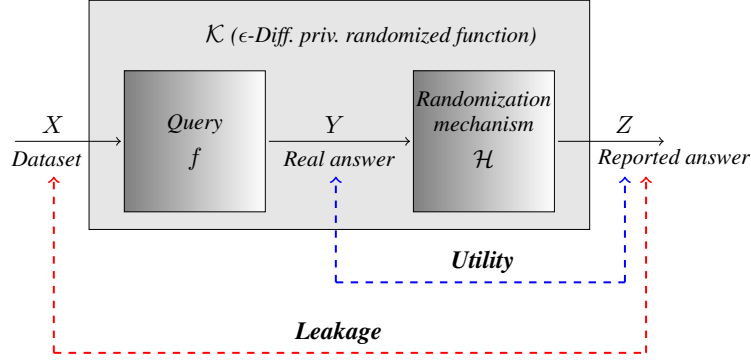 𝒦 (ϵ-Diff. priv. randomized function)
X
Dataset
Query
f
Y
Real answer
Randomization
mechanism
ℋ
Z
Reported answer
Utility
Leakage